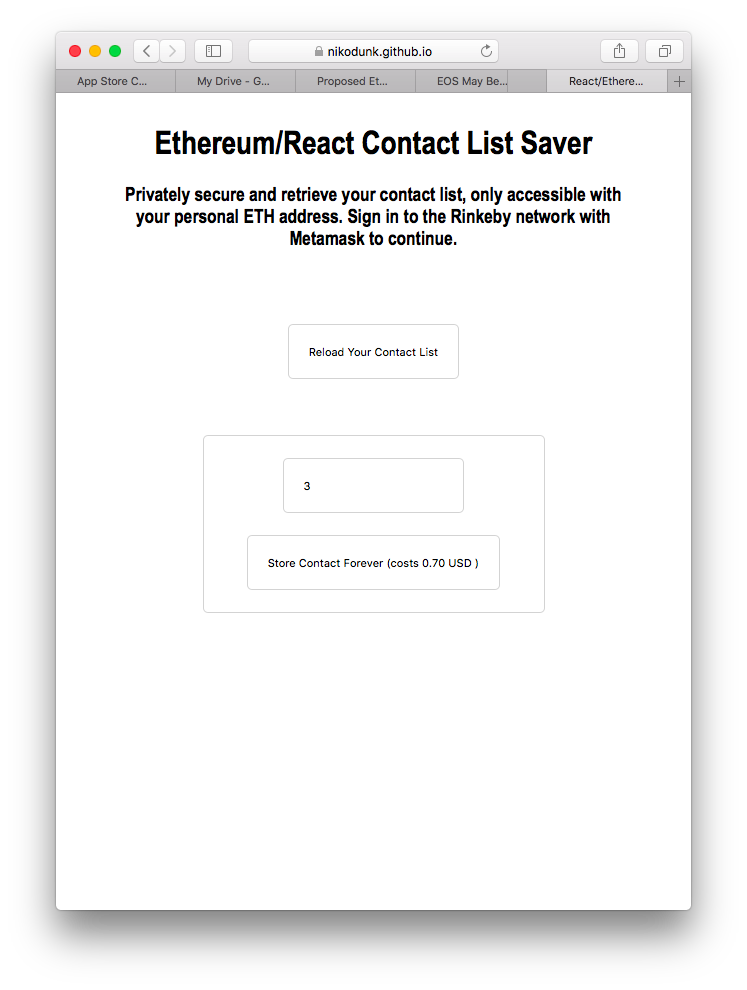 nikodunk.github.io
App Store C...
My Drive - G...
Proposed Et...
EOS May Be...
React/Ethere...
Ethereum/React Contact List Saver
Privately secure and retrieve your contact list, only accessible with
your personal ETH address. Sign in to the Rinkeby network with
Metamask to continue.
Reload Your Contact List
3
Store Contact Forever (costs 0.70 USD )